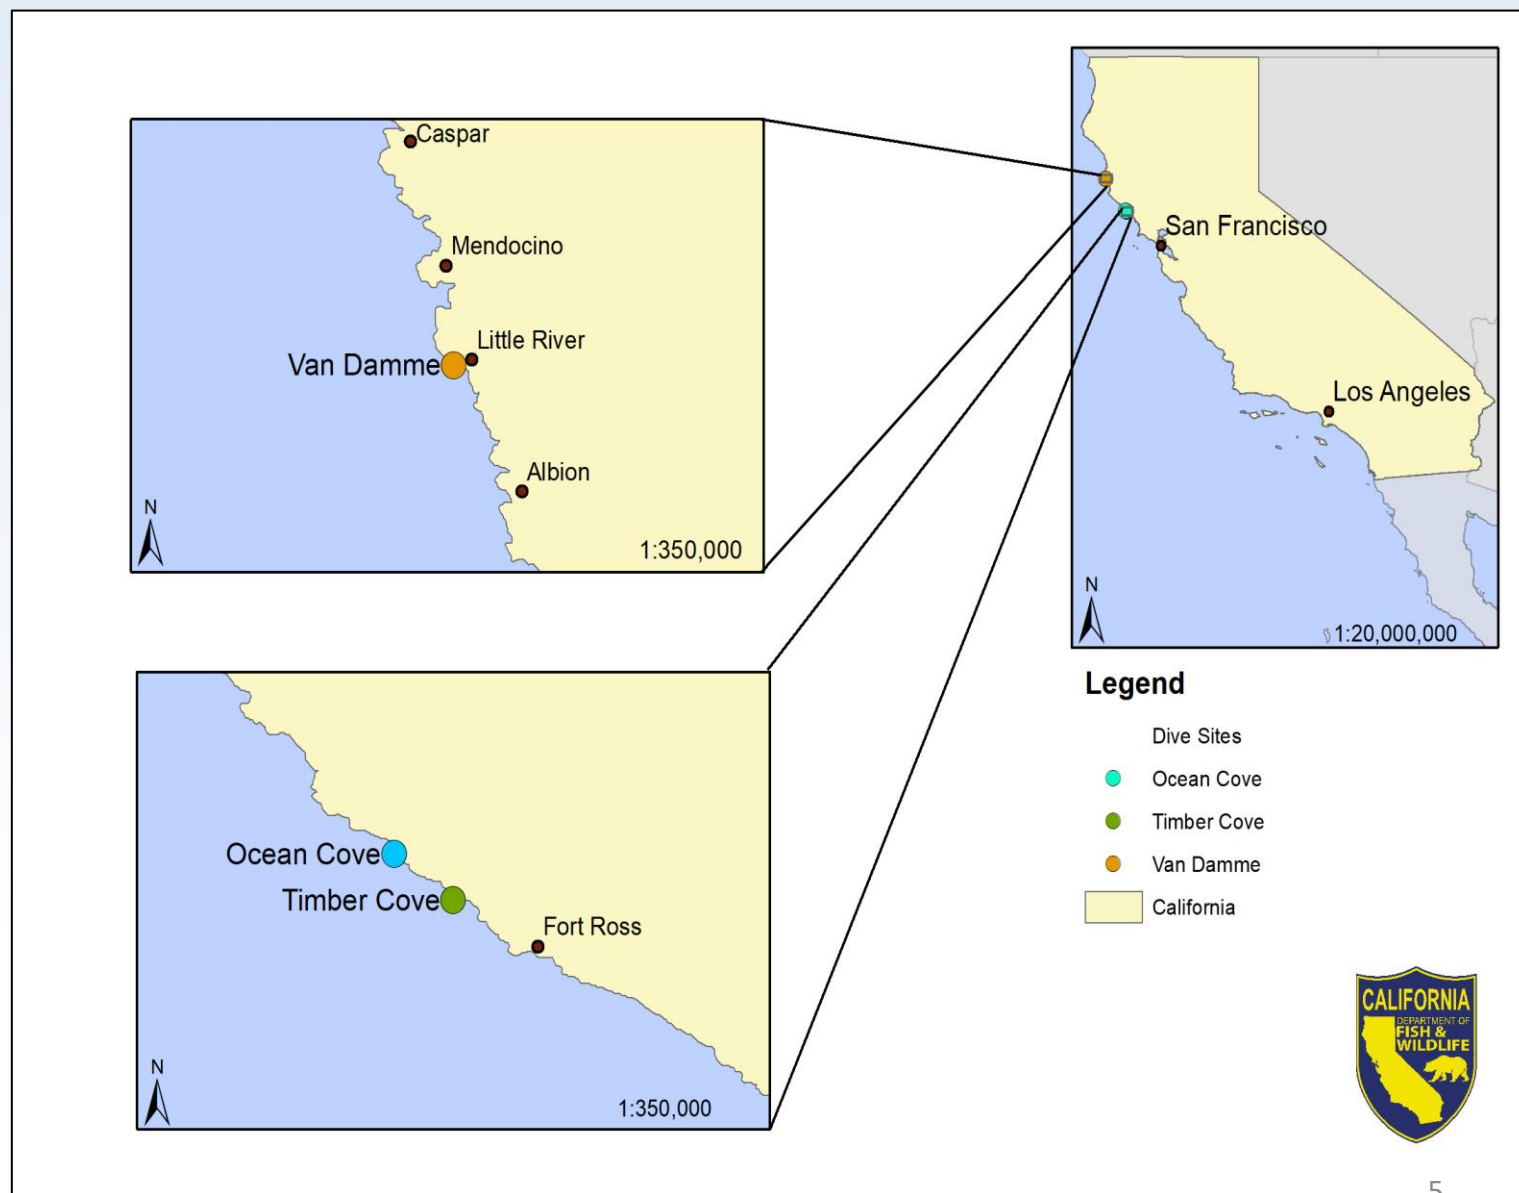 Caspar
Mendocino
Little River
Van Damme
Albion
N
1:350,000
San Francisco
Los Angeles
N
1:20,000,000
Ocean Cove
Timber Cove
Fort Ross
N
1:350,000
Legend
Dive Sites
Ocean Cove
Timber Cove
Van Damme
California
CALIFORNIA
DEPARTMENT OF
FISH &
WILDLIFE
5